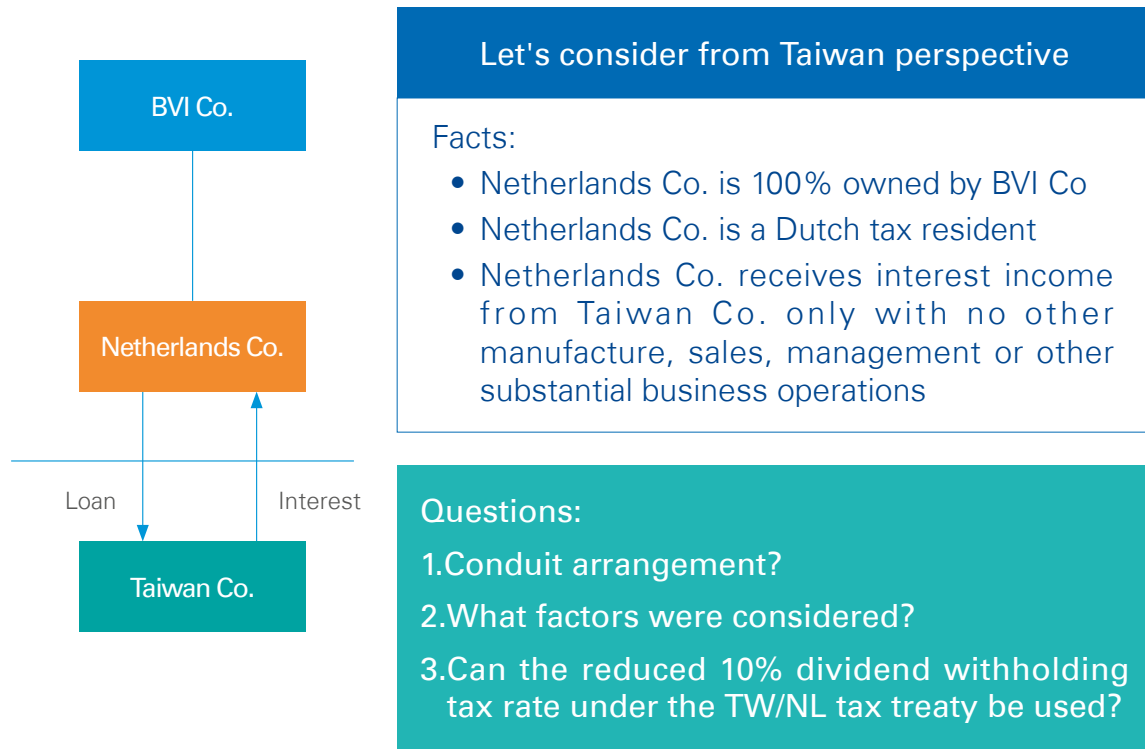 BVI Co.
Netherlands Co.
Loan
Interest
Taiwan Co.
Let's consider from Taiwan perspective
Facts:
• Netherlands Co. is 100% owned by BVI Co
• Netherlands Co. is a Dutch tax resident
• Netherlands Co. receives interest income
from Taiwan Co. only with no other
manufacture, sales, management or other
substantial business operations
Questions:
1.Conduit arrangement?
2.What factors were considered?
3.Can the reduced 10% dividend withholding
tax rate under the TW/NL tax treaty be used?